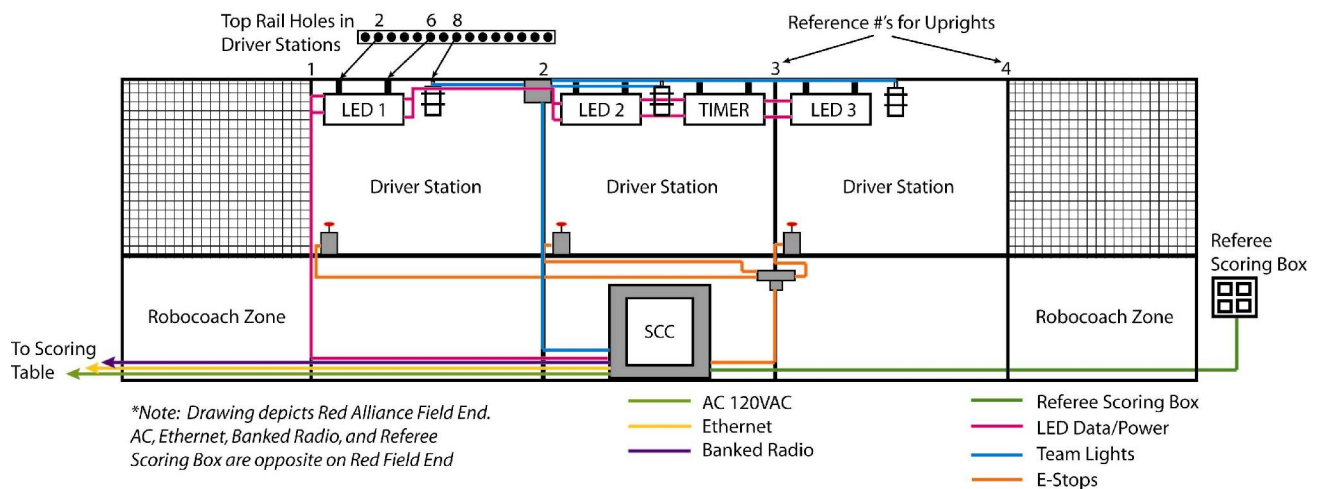 Top Rail Holes in
Driver Stations
2 6 8
Reference #'s for Uprights
1 2 3 4
LED 1
LED 2
TIMER
LED 3
Driver Station
Driver Station
Driver Station
Referee
Scoring Box
Robocoach Zone
SCC
Robocoach Zone
To Scoring
Table
*Note: Drawing depicts Red Alliance Field End.
AC, Ethernet, Banked Radio, and Referee
Scoring Box are opposite on Red Field End
AC 120VAC
Ethernet
Banked Radio
Referee Scoring Box
LED Data/Power
Team Lights
E-Stops